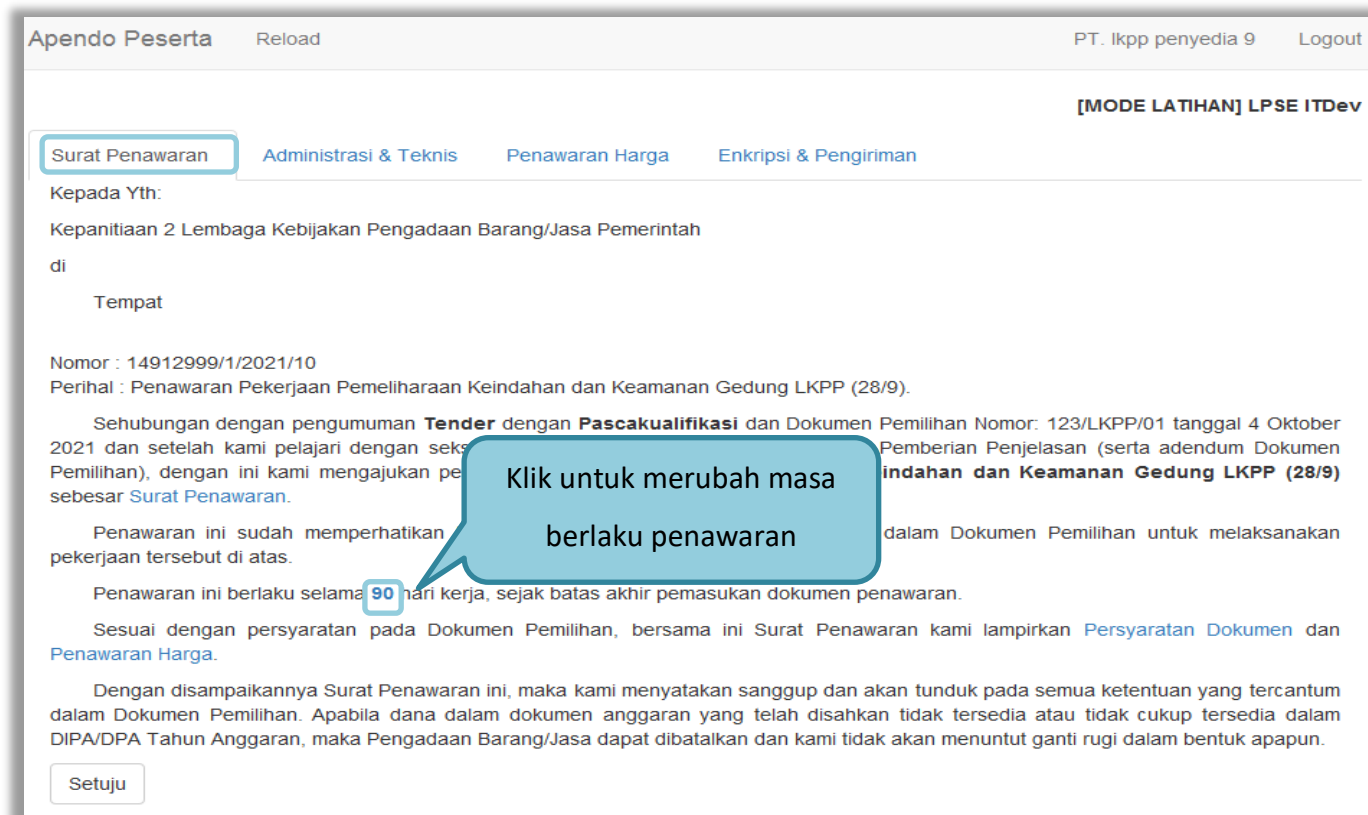 Apendo Peserta Reload PT. lkpp penyedia 9 Logout
[MODE LATIHAN] LPSE ITDev
Surat Penawaran Administrasi & Teknis Penawaran Harga Enkripsi & Pengiriman
Kepada Yth:
Kepanitiaan 2 Lembaga Kebijakan Pengadaan Barang/Jasa Pemerintah
di
Tempat
Nomor : 14912999/1/2021/10
Perihal : Penawaran Pekerjaan Pemeliharaan Keindahan dan Keamanan Gedung LKPP (28/9).
Sehubungan dengan pengumuman Tender dengan Pascakualifikasi dan Dokumen Pemilihan Nomor: 123/LKPP/01 tanggal 4 Oktober
2021 dan setelah kami pelajari dengan Pemberian Penjelasan (serta adendum Dokumen
Pemilihan), dengan ini kami mengajukan dan Keamanan Gedung LKPP (28/9)
sebesar Surat Penawaran.
Penawaran ini sudah memperhatikan dalam Dokumen Pemilihan untuk melaksanakan
pekerjaan tersebut di atas.
Penawaran ini berlaku selama 90 hari kerja, sejak batas akhir pemasukan dokumen penawaran.
Sesuai dengan persyaratan pada Dokumen Pemilihan, bersama ini Surat Penawaran kami lampirkan Persyaratan Dokumen dan
Penawaran Harga.
Dengan disampaikannya Surat Penawaran ini, maka kami menyatakan sanggup dan akan tunduk pada semua ketentuan yang tercantum
dalam Dokumen Pemilihan. Apabila dana dalam dokumen anggaran yang telah disahkan tidak tersedia atau tidak cukup tersedia dalam
DIPA/DPA Tahun Anggaran, maka Pengadaan Barang/Jasa dapat dibatalkan dan kami tidak akan menuntut ganti rugi dalam bentuk apapun.
Setuju
Klik untuk merubah masa
berlaku penawaran